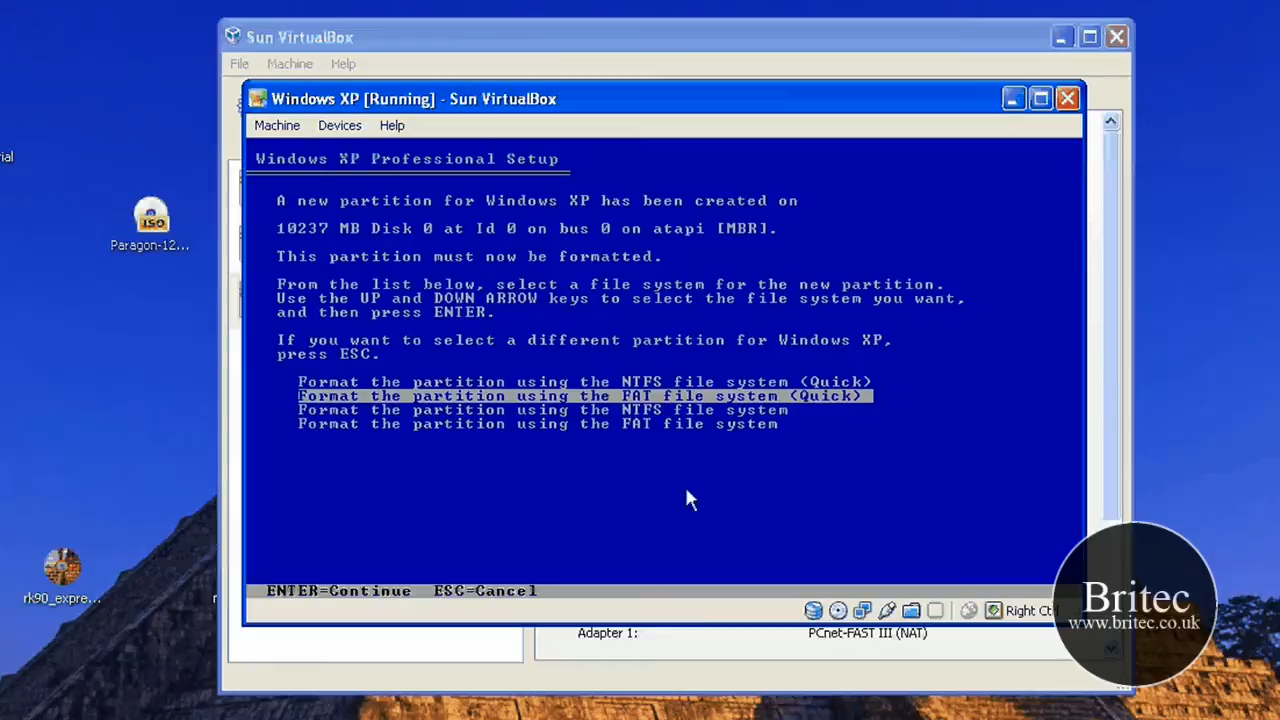 Sun VirtualBox
File Machine Help
Windows XP [Running] - Sun VirtualBox
Machine Devices Help
Windows XP Professional Setup
A new partition for Windows XP has been created on
10237 MB Disk 0 at Id 0 on bus 0 on atapi [MBR].
This partition must now be formatted.
From the list below, select a file system for the new partition.
Use the UP and DOWN ARROW keys to select the file system you want,
and then press ENTER.
If you want to select a different partition for Windows XP,
press ESC.
Format the partition using the NTFS file system (Quick)
Format the partition using the FAT file system (Quick)
Format the partition using the NTFS file system
Format the partition using the FAT file system
ENTER=Continue ESC=Cancel
Right Ctrl
Adapter 1: PCnet-FAST III (NAT)
ial
ISO
Paragon-12...
rk90_expre...
Britec
www.britec.co.uk